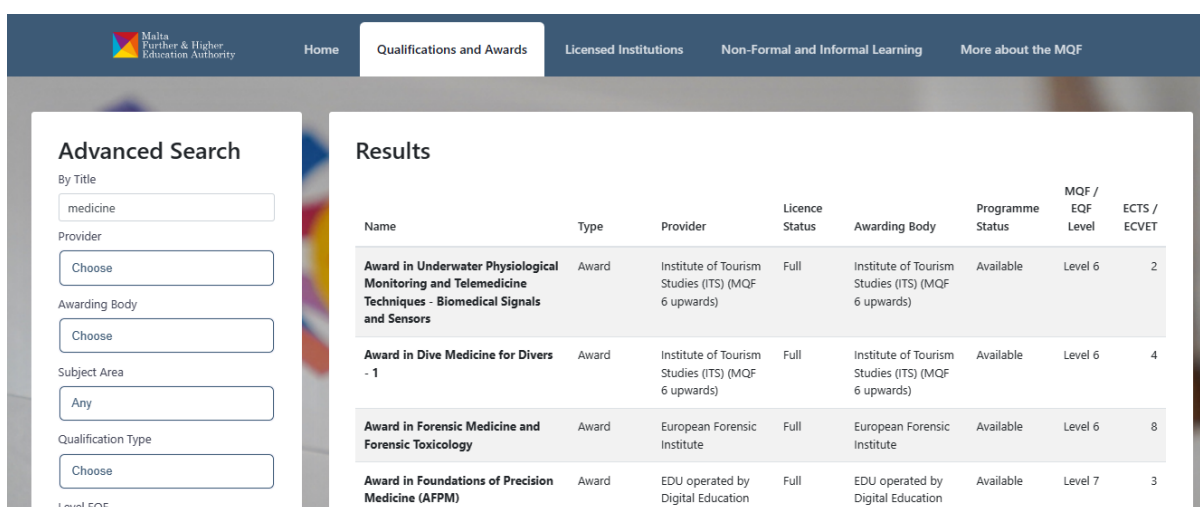 Malta
Further & Higher
Education Authority
Home
Qualifications and Awards
Licensed Institutions
Non-Formal and Informal Learning
More about the MQF
Advanced Search
By Title
medicine
Provider
Choose
Awarding Body
Choose
Subject Area
Any
Qualification Type
Choose
Level EQF
Results
Name
Type
Provider
Licence
Status
Awarding Body
Programme
Status
MQF /
EQF
Level
ECTS /
ECVET
Award in Underwater Physiological
Monitoring and Telemedicine
Techniques - Biomedical Signals
and Sensors
Award
Institute of Tourism
Studies (ITS) (MQF
6 upwards)
Full
Institute of Tourism
Studies (ITS) (MQF
6 upwards)
Available
Level 6
2
Award in Dive Medicine for Divers
- 1
Award
Institute of Tourism
Studies (ITS) (MQF
6 upwards)
Full
Institute of Tourism
Studies (ITS) (MQF
6 upwards)
Available
Level 6
4
Award in Forensic Medicine and
Forensic Toxicology
Award
European Forensic
Institute
Full
European Forensic
Institute
Available
Level 6
8
Award in Foundations of Precision
Medicine (AFPM)
Award
EDU operated by
Digital Education
Full
EDU operated by
Digital Education
Available
Level 7
3